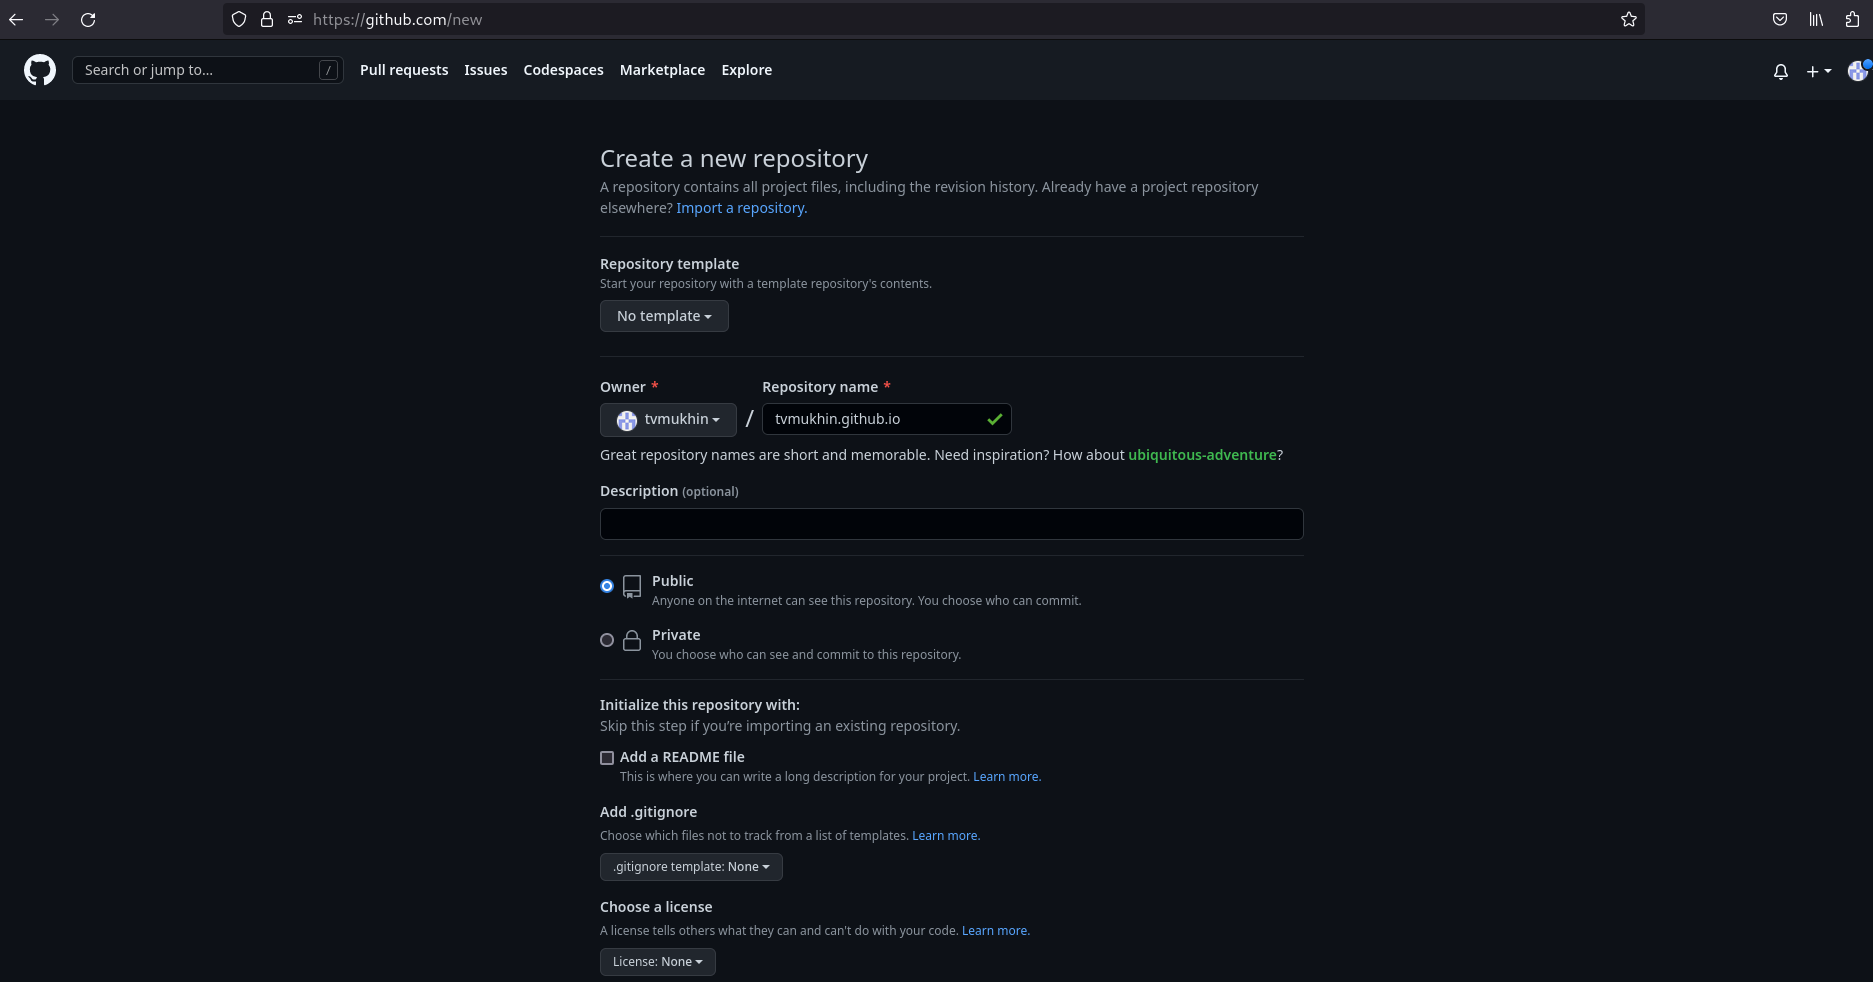 https://github.com/new
Search or jump to... /
Pull requests Issues Codespaces Marketplace Explore
Create a new repository
A repository contains all project files, including the revision history. Already have a project repository
elsewhere? Import a repository.
Repository template
Start your repository with a template repository's contents.
No template
Owner * Repository name *
tvmukhin / tvmukhin.github.io
Great repository names are short and memorable. Need inspiration? How about ubiquitous-adventure?
Description (optional)
Public
Anyone on the internet can see this repository. You choose who can commit.
Private
You choose who can see and commit to this repository.
Initialize this repository with:
Skip this step if you’re importing an existing repository.
Add a README file
This is where you can write a long description for your project. Learn more.
Add .gitignore
Choose which files not to track from a list of templates. Learn more.
.gitignore template: None
Choose a license
A license tells others what they can and can't do with your code. Learn more.
License: None